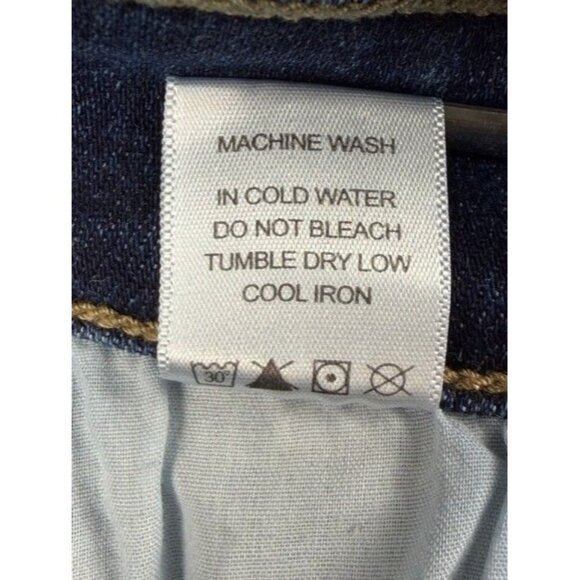 MACHINE WASH
IN COLD WATER
DO NOT BLEACH
TUMBLE DRY LOW
COOL IRON
30°